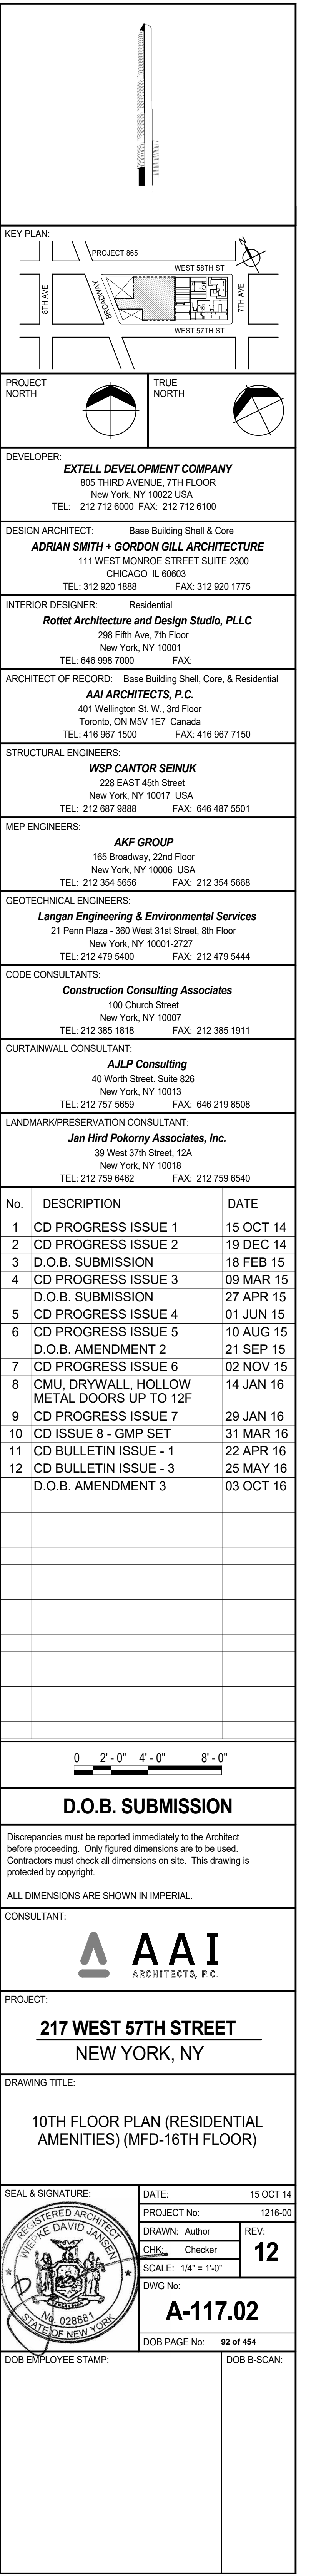 KEY PLAN:
PROJECT 865
WEST 58TH ST
N
8TH AVE
BROADWAY
7TH AVE
WEST 57TH ST
PROJECT
NORTH
TRUE
NORTH
DEVELOPER:
EXTELL DEVELOPMENT COMPANY
805 THIRD AVENUE, 7TH FLOOR
New York, NY 10022 USA
TEL: 212 712 6000 FAX: 212 712 6100
DESIGN ARCHITECT: Base Building Shell & Core
ADRIAN SMITH + GORDON GILL ARCHITECTURE
111 WEST MONROE STREET SUITE 2300
CHICAGO IL 60603
TEL: 312 920 1888 FAX: 312 920 1775
INTERIOR DESIGNER: Residential
Rottet Architecture and Design Studio, PLLC
298 Fifth Ave, 7th Floor
New York, NY 10001
TEL: 646 998 7000 FAX:
ARCHITECT OF RECORD: Base Building Shell, Core, & Residential
AAI ARCHITECTS, P.C.
401 Wellington St. W., 3rd Floor
Toronto, ON M5V 1E7 Canada
TEL: 416 967 1500 FAX: 416 967 7150
STRUCTURAL ENGINEERS:
WSP CANTOR SEINUK
228 EAST 45th Street
New York, NY 10017 USA
TEL: 212 687 9888 FAX: 646 487 5501
MEP ENGINEERS:
AKF GROUP
165 Broadway, 22nd Floor
New York, NY 10006 USA
TEL: 212 354 5656 FAX: 212 354 5668
GEOTECHNICAL ENGINEERS:
Langan Engineering & Environmental Services
21 Penn Plaza - 360 West 31st Street, 8th Floor
New York, NY 10001-2727
TEL: 212 479 5400 FAX: 212 479 5444
CODE CONSULTANTS:
Construction Consulting Associates
100 Church Street
New York, NY 10007
TEL: 212 385 1818 FAX: 212 385 1911
CURTAINWALL CONSULTANT:
AJLP Consulting
40 Worth Street. Suite 826
New York, NY 10013
TEL: 212 757 5659 FAX: 646 219 8508
LANDMARK/PRESERVATION CONSULTANT:
Jan Hird Pokorny Associates, Inc.
39 West 37th Street, 12A
New York, NY 10018
TEL: 212 759 6462 FAX: 212 759 6540
No. DESCRIPTION DATE
1 CD PROGRESS ISSUE 1 15 OCT 14
2 CD PROGRESS ISSUE 2 19 DEC 14
3 D.O.B. SUBMISSION 18 FEB 15
4 CD PROGRESS ISSUE 3 09 MAR 15
D.O.B. SUBMISSION 27 APR 15
5 CD PROGRESS ISSUE 4 01 JUN 15
6 CD PROGRESS ISSUE 5 10 AUG 15
D.O.B. AMENDMENT 2 21 SEP 15
7 CD PROGRESS ISSUE 6 02 NOV 15
8 CMU, DRYWALL, HOLLOW 14 JAN 16
METAL DOORS UP TO 12F
9 CD PROGRESS ISSUE 7 29 JAN 16
10 CD ISSUE 8 - GMP SET 31 MAR 16
11 CD BULLETIN ISSUE - 1 22 APR 16
12 CD BULLETIN ISSUE - 3 25 MAY 16
D.O.B. AMENDMENT 3 03 OCT 16
0 2' - 0" 4' - 0" 8' - 0"
D.O.B. SUBMISSION
Discrepancies must be reported immediately to the Architect
before proceeding. Only figured dimensions are to be used.
Contractors must check all dimensions on site. This drawing is
protected by copyright.
ALL DIMENSIONS ARE SHOWN IN IMPERIAL.
CONSULTANT:
AAI
ARCHITECTS, P.C.
PROJECT:
217 WEST 57TH STREET
NEW YORK, NY
DRAWING TITLE:
10TH FLOOR PLAN (RESIDENTIAL
AMENITIES) (MFD-16TH FLOOR)
SEAL & SIGNATURE:
REGISTERED ARCHITECT
DAVID JANSEN
No. 028881
STATE OF NEW YORK
DATE: 15 OCT 14
PROJECT No: 1216-00
DRAWN: Author
CHK: Checker
SCALE: 1/4" = 1'-0"
REV:
12
DWG No:
A-117.02
DOB PAGE No: 92 of 454
DOB EMPLOYEE STAMP:
DOB B-SCAN: